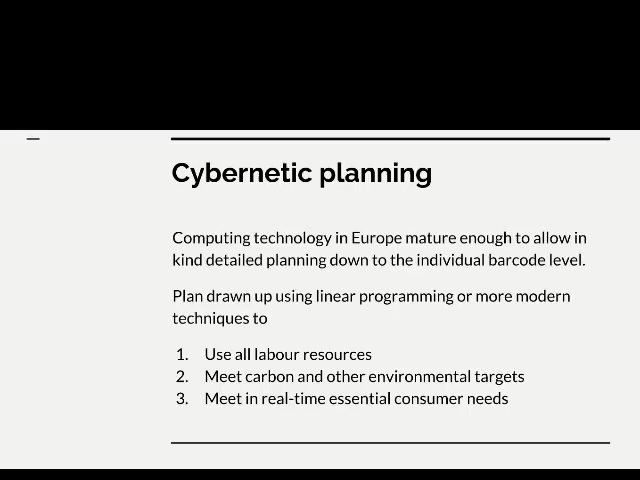 Cybernetic planning
Computing technology in Europe mature enough to allow in
kind detailed planning down to the individual barcode level.
Plan drawn up using linear programming or more modern
techniques to
1. Use all labour resources
2. Meet carbon and other environmental targets
3. Meet in real-time essential consumer needs